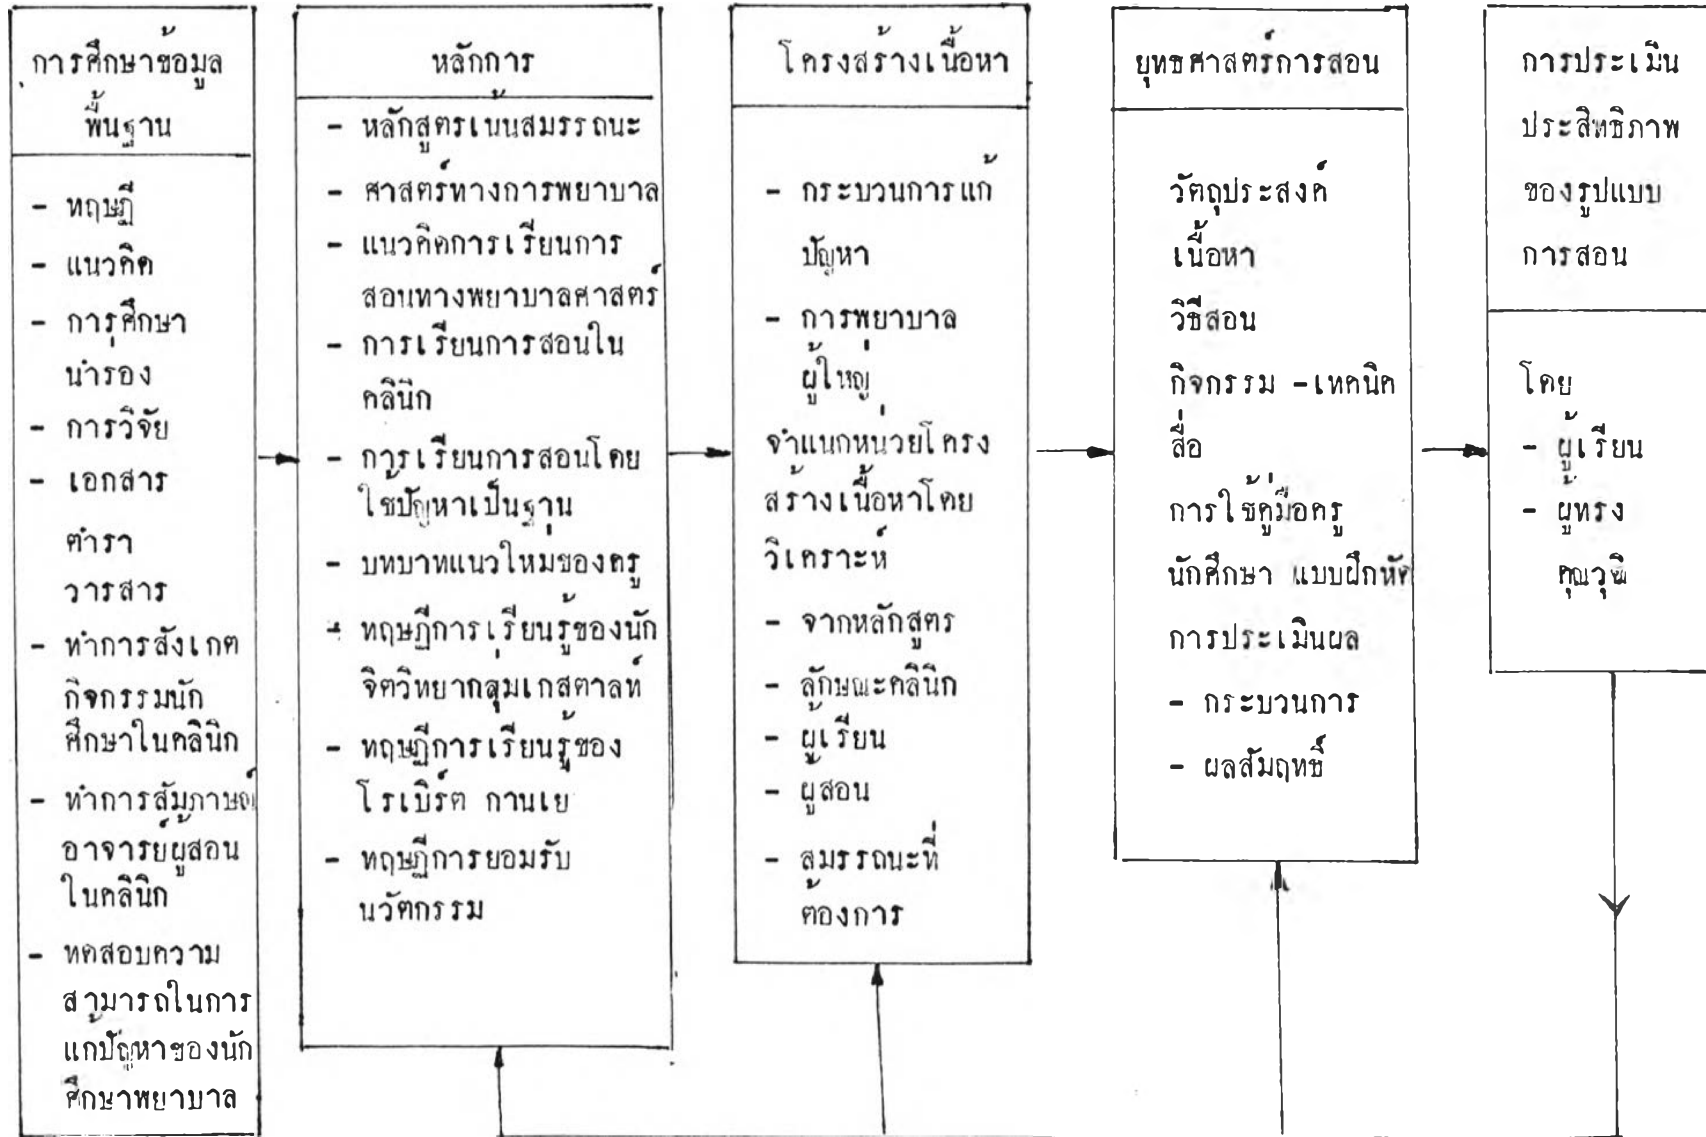 การศึกษาข้อมูล
พื้นฐาน
- ทฤษฎี
- แนวคิด
- การศึกษา
นำร่อง
- การวิจัย
- เอกสาร
ตำรา
วารสาร
- ทำการสังเกต
กิจกรรมนัก
ศึกษาในคลินิก
- ทำการสัมภาษณ์
อาจารย์ผู้สอน
ในคลินิก
- ทดสอบความ
สามารถในการ
แก้ปัญหาของนัก
ศึกษาพยาบาล
หลักการ
- หลักสูตรเน้นสมรรถนะ
- ศาสตร์ทางการพยาบาล
- แนวคิดการเรียนการ
สอนทางพยาบาลศาสตร์
- การเรียนการสอนใน
คลินิก
- การเรียนการสอนโดย
ใช้ปัญหาเป็นฐาน
- บทบาทแนวใหม่ของครู
- ทฤษฎีการเรียนรู้ของนัก
จิตวิทยากลุ่มเกสตาลท์
- ทฤษฎีการเรียนรู้ของ
โรเบิร์ต กานเย
- ทฤษฎีการยอมรับ
นวัตกรรม
โครงสร้างเนื้อหา
- กระบวนการแก้
ปัญหา
- การพยาบาล
ผู้ใหญ่
จำแนกหน่วยโครง
สร้างเนื้อหาโดย
วิเคราะห์
- จากหลักสูตร
- ลักษณะคลินิก
- ผู้เรียน
- ผู้สอน
- สมรรถนะที่
ต้องการ
ยุทธศาสตร์การสอน
วัตถุประสงค์
เนื้อหา
วิธีสอน
กิจกรรม -เทคนิค
สื่อ
การใช้คู่มือครู
นักศึกษา แบบฝึกหัด
การประเมินผล
- กระบวนการ
- ผลสัมฤทธิ์
การประเมิน
ประสิทธิภาพ
ของรูปแบบ
การสอน
โดย
- ผู้เรียน
- ผู้ทรง
คุณวุฒิ